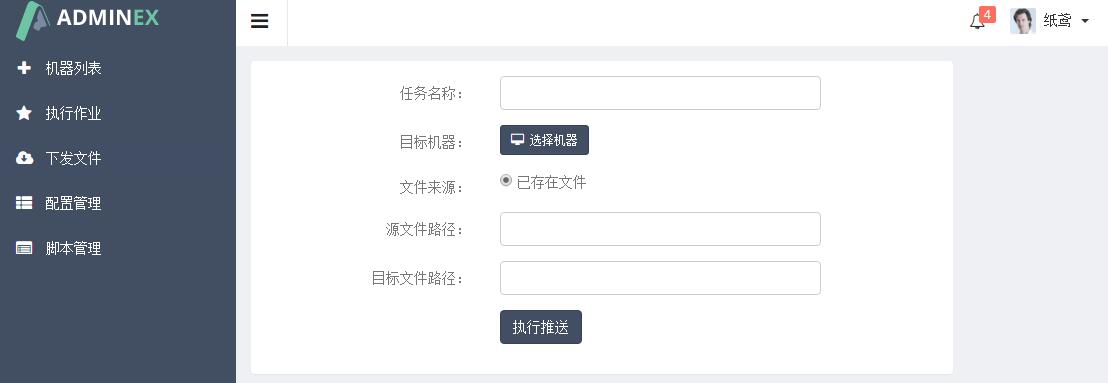 ADMINEX
机器列表
执行作业
下发文件
配置管理
脚本管理
4
纸鸢
任务名称：
目标机器：
选择机器
文件来源：
已存在文件
源文件路径：
目标文件路径：
执行推送